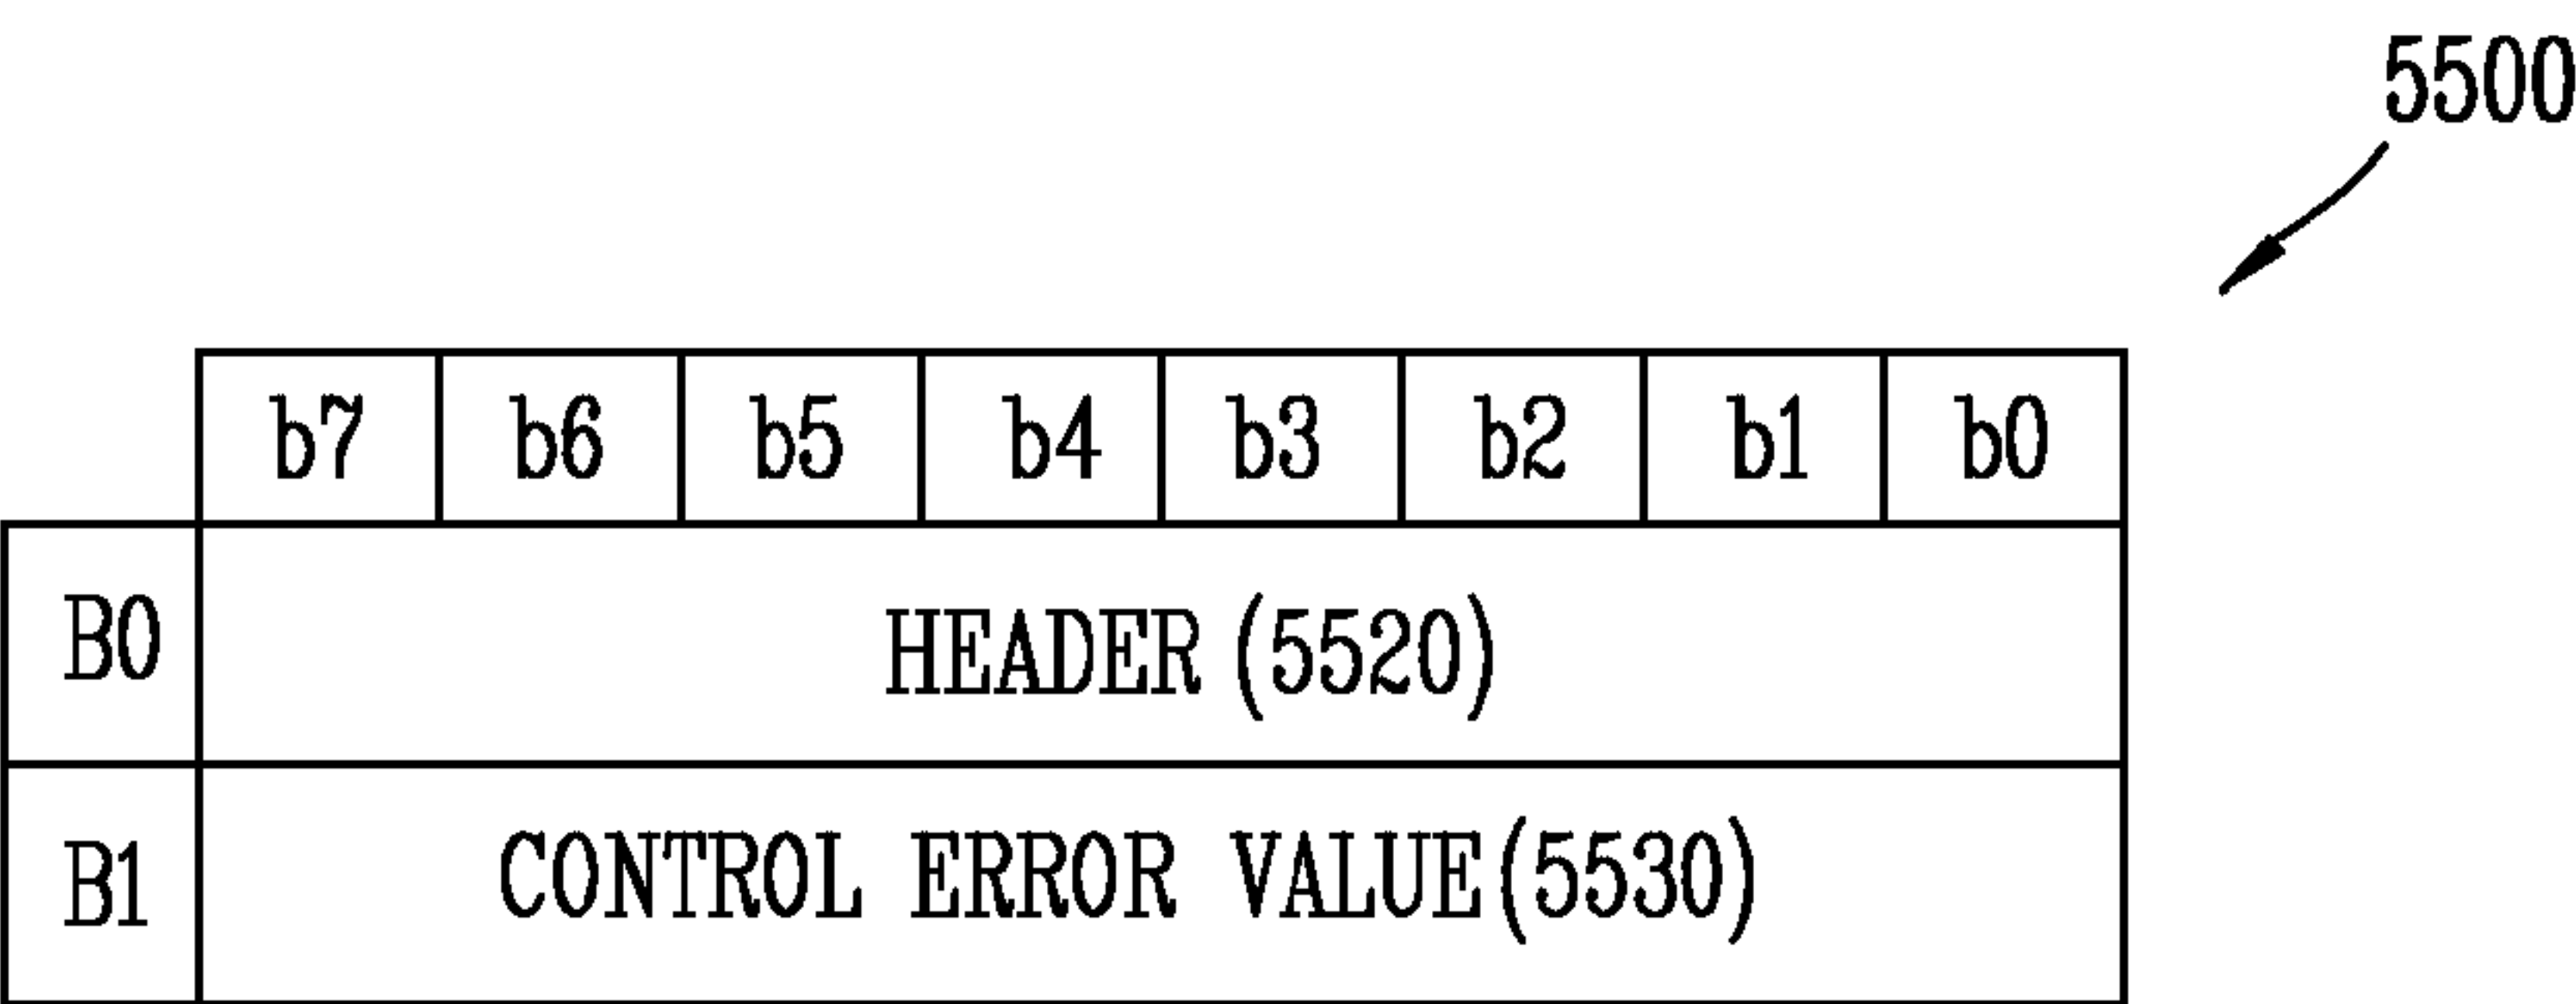 5500
b7 b6 b5 b4 b3 b2 b1 b0
B0 HEADER (5520)
B1 CONTROL ERROR VALUE(5530)